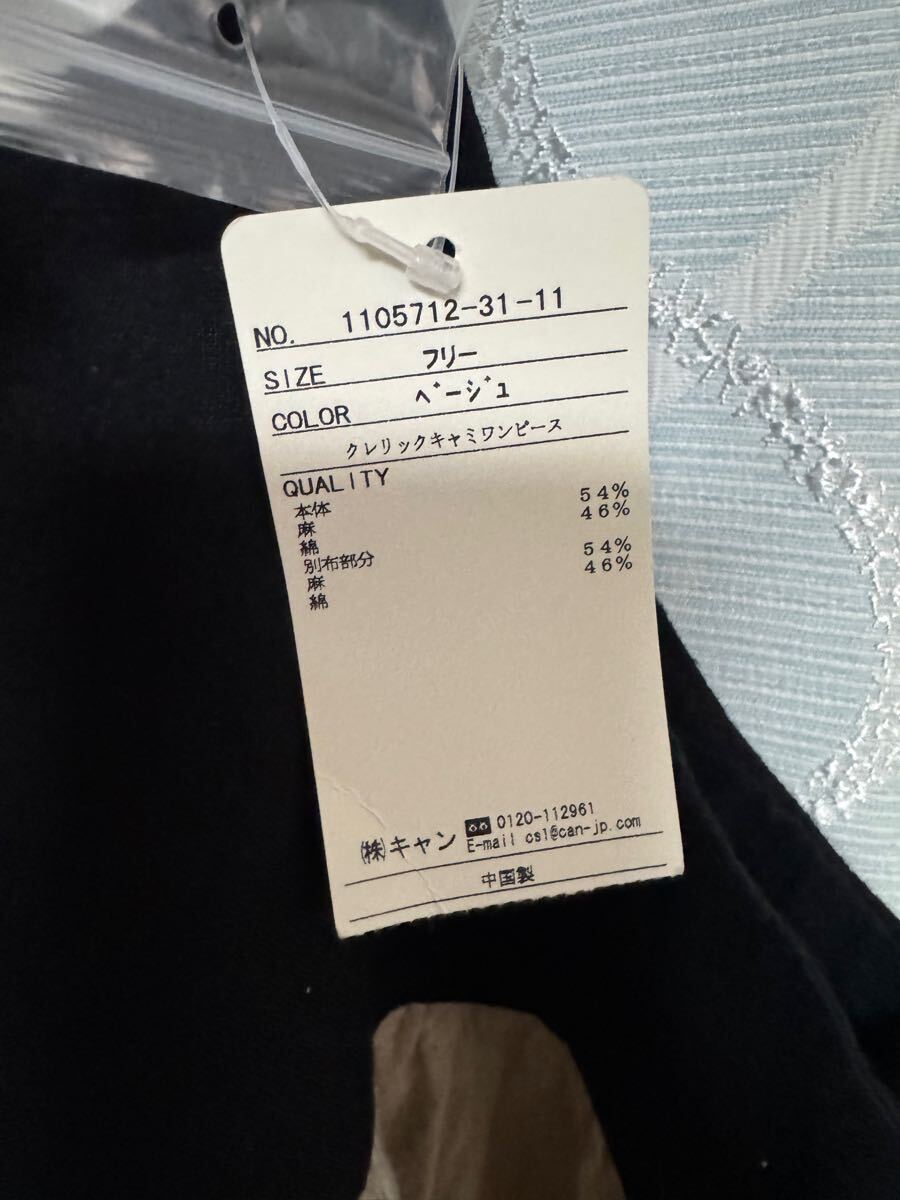 NO. 1105712-31-11
SIZE フリー
COLOR ベージュ
クレリックキャミワンピース
QUALITY
本体
麻 54%
綿 46%
別布部分
麻 54%
綿 46%
㈱キャン 0120-112961
E-mail cs1@can-jp.com
中国製